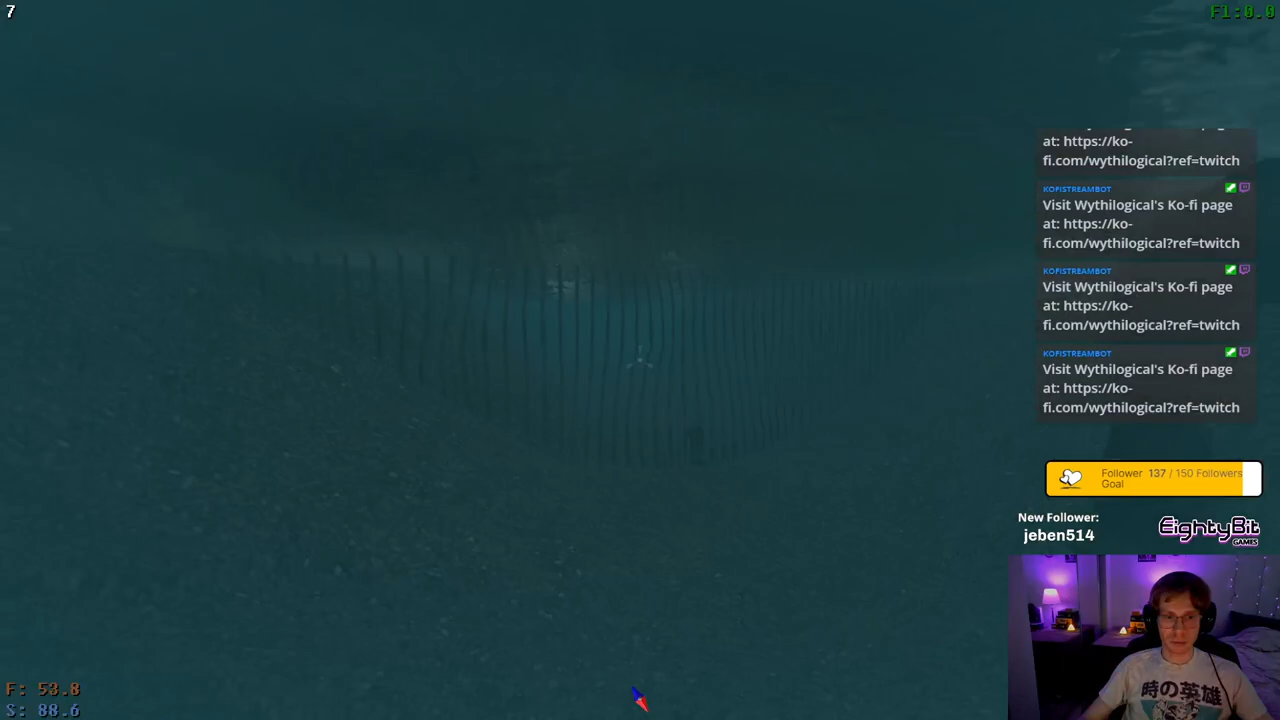 7
F1:0.0
at: https://ko-
fi.com/wythilogical?ref=twitch
KOFISTREAMBOT
Visit Wythilogical's Ko-fi page
at: https://ko-
fi.com/wythilogical?ref=twitch
KOFISTREAMBOT
Visit Wythilogical's Ko-fi page
at: https://ko-
fi.com/wythilogical?ref=twitch
KOFISTREAMBOT
Visit Wythilogical's Ko-fi page
at: https://ko-
fi.com/wythilogical?ref=twitch
Follower 137 / 150 Followers
Goal
New Follower:
jeben514
EightyBit
GAMES
時の英雄
F: 53.8
S: 88.6